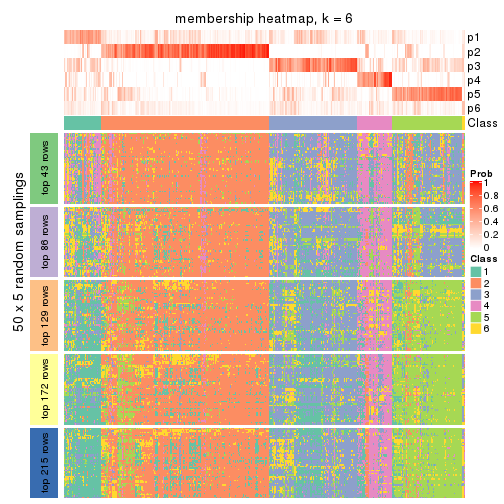 membership heatmap, k = 6
p1
p2
p3
p4
p5
p6
Class
50 x 5 random samplings
top 43 rows
top 86 rows
top 129 rows
top 172 rows
top 215 rows
Prob
1
0.8
0.6
0.4
0.2
0
Class
1
2
3
4
5
6